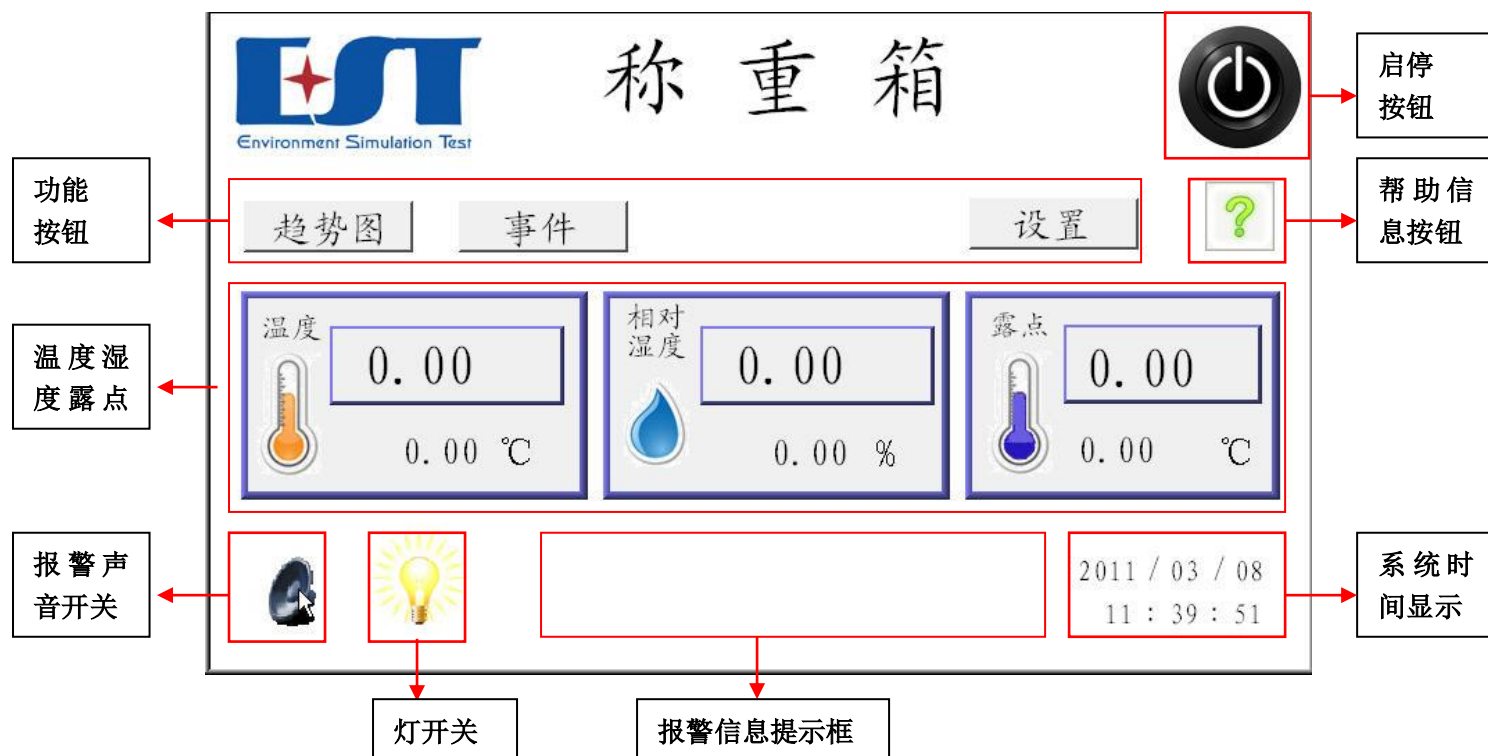 EST
Environment Simulation Test
称重箱
启停
按钮
功能
按钮
趋势图
事件
设置
帮助信
息按钮
温度湿
度露点
温度
0.00
0.00 ℃
相对
湿度
0.00
0.00 %
露点
0.00
0.00 ℃
报警声
音开关
2011 / 03 / 08
11 : 39 : 51
系统时
间显示
灯开关
报警信息提示框